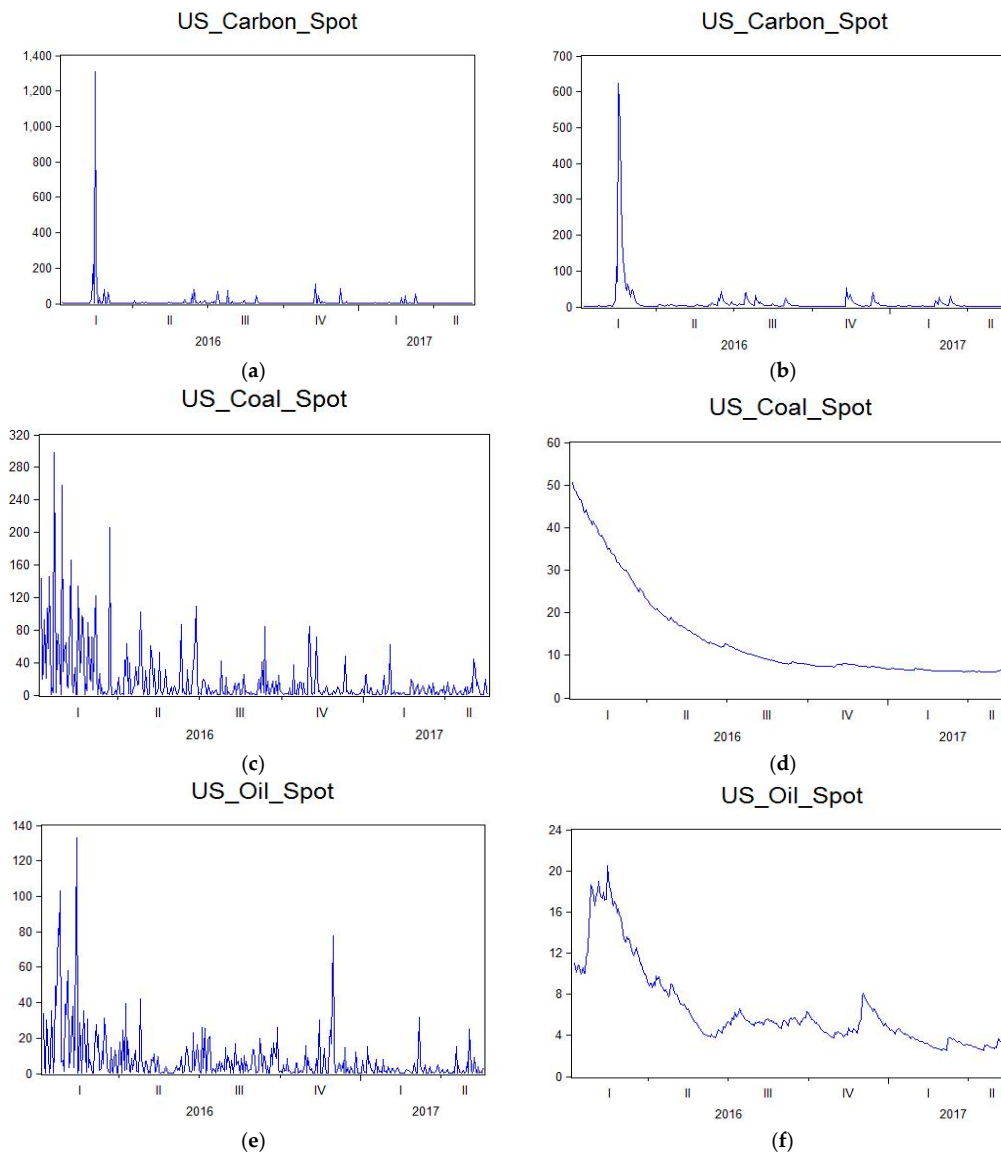 US_Carbon_Spot
1,400
1,200
1,000
800
600
400
200
0
I II III IV I II
2016 2017
(a)
US_Carbon_Spot
700
600
500
400
300
200
100
0
I II III IV I II
2016 2017
(b)
US_Coal_Spot
320
280
240
200
160
120
80
40
0
I II III IV I II
2016 2017
(c)
US_Coal_Spot
60
50
40
30
20
10
0
I II III IV I II
2016 2017
(d)
US_Oil_Spot
140
120
100
80
60
40
20
0
I II III IV I II
2016 2017
(e)
US_Oil_Spot
24
20
16
12
8
4
0
I II III IV I II
2016 2017
(f)